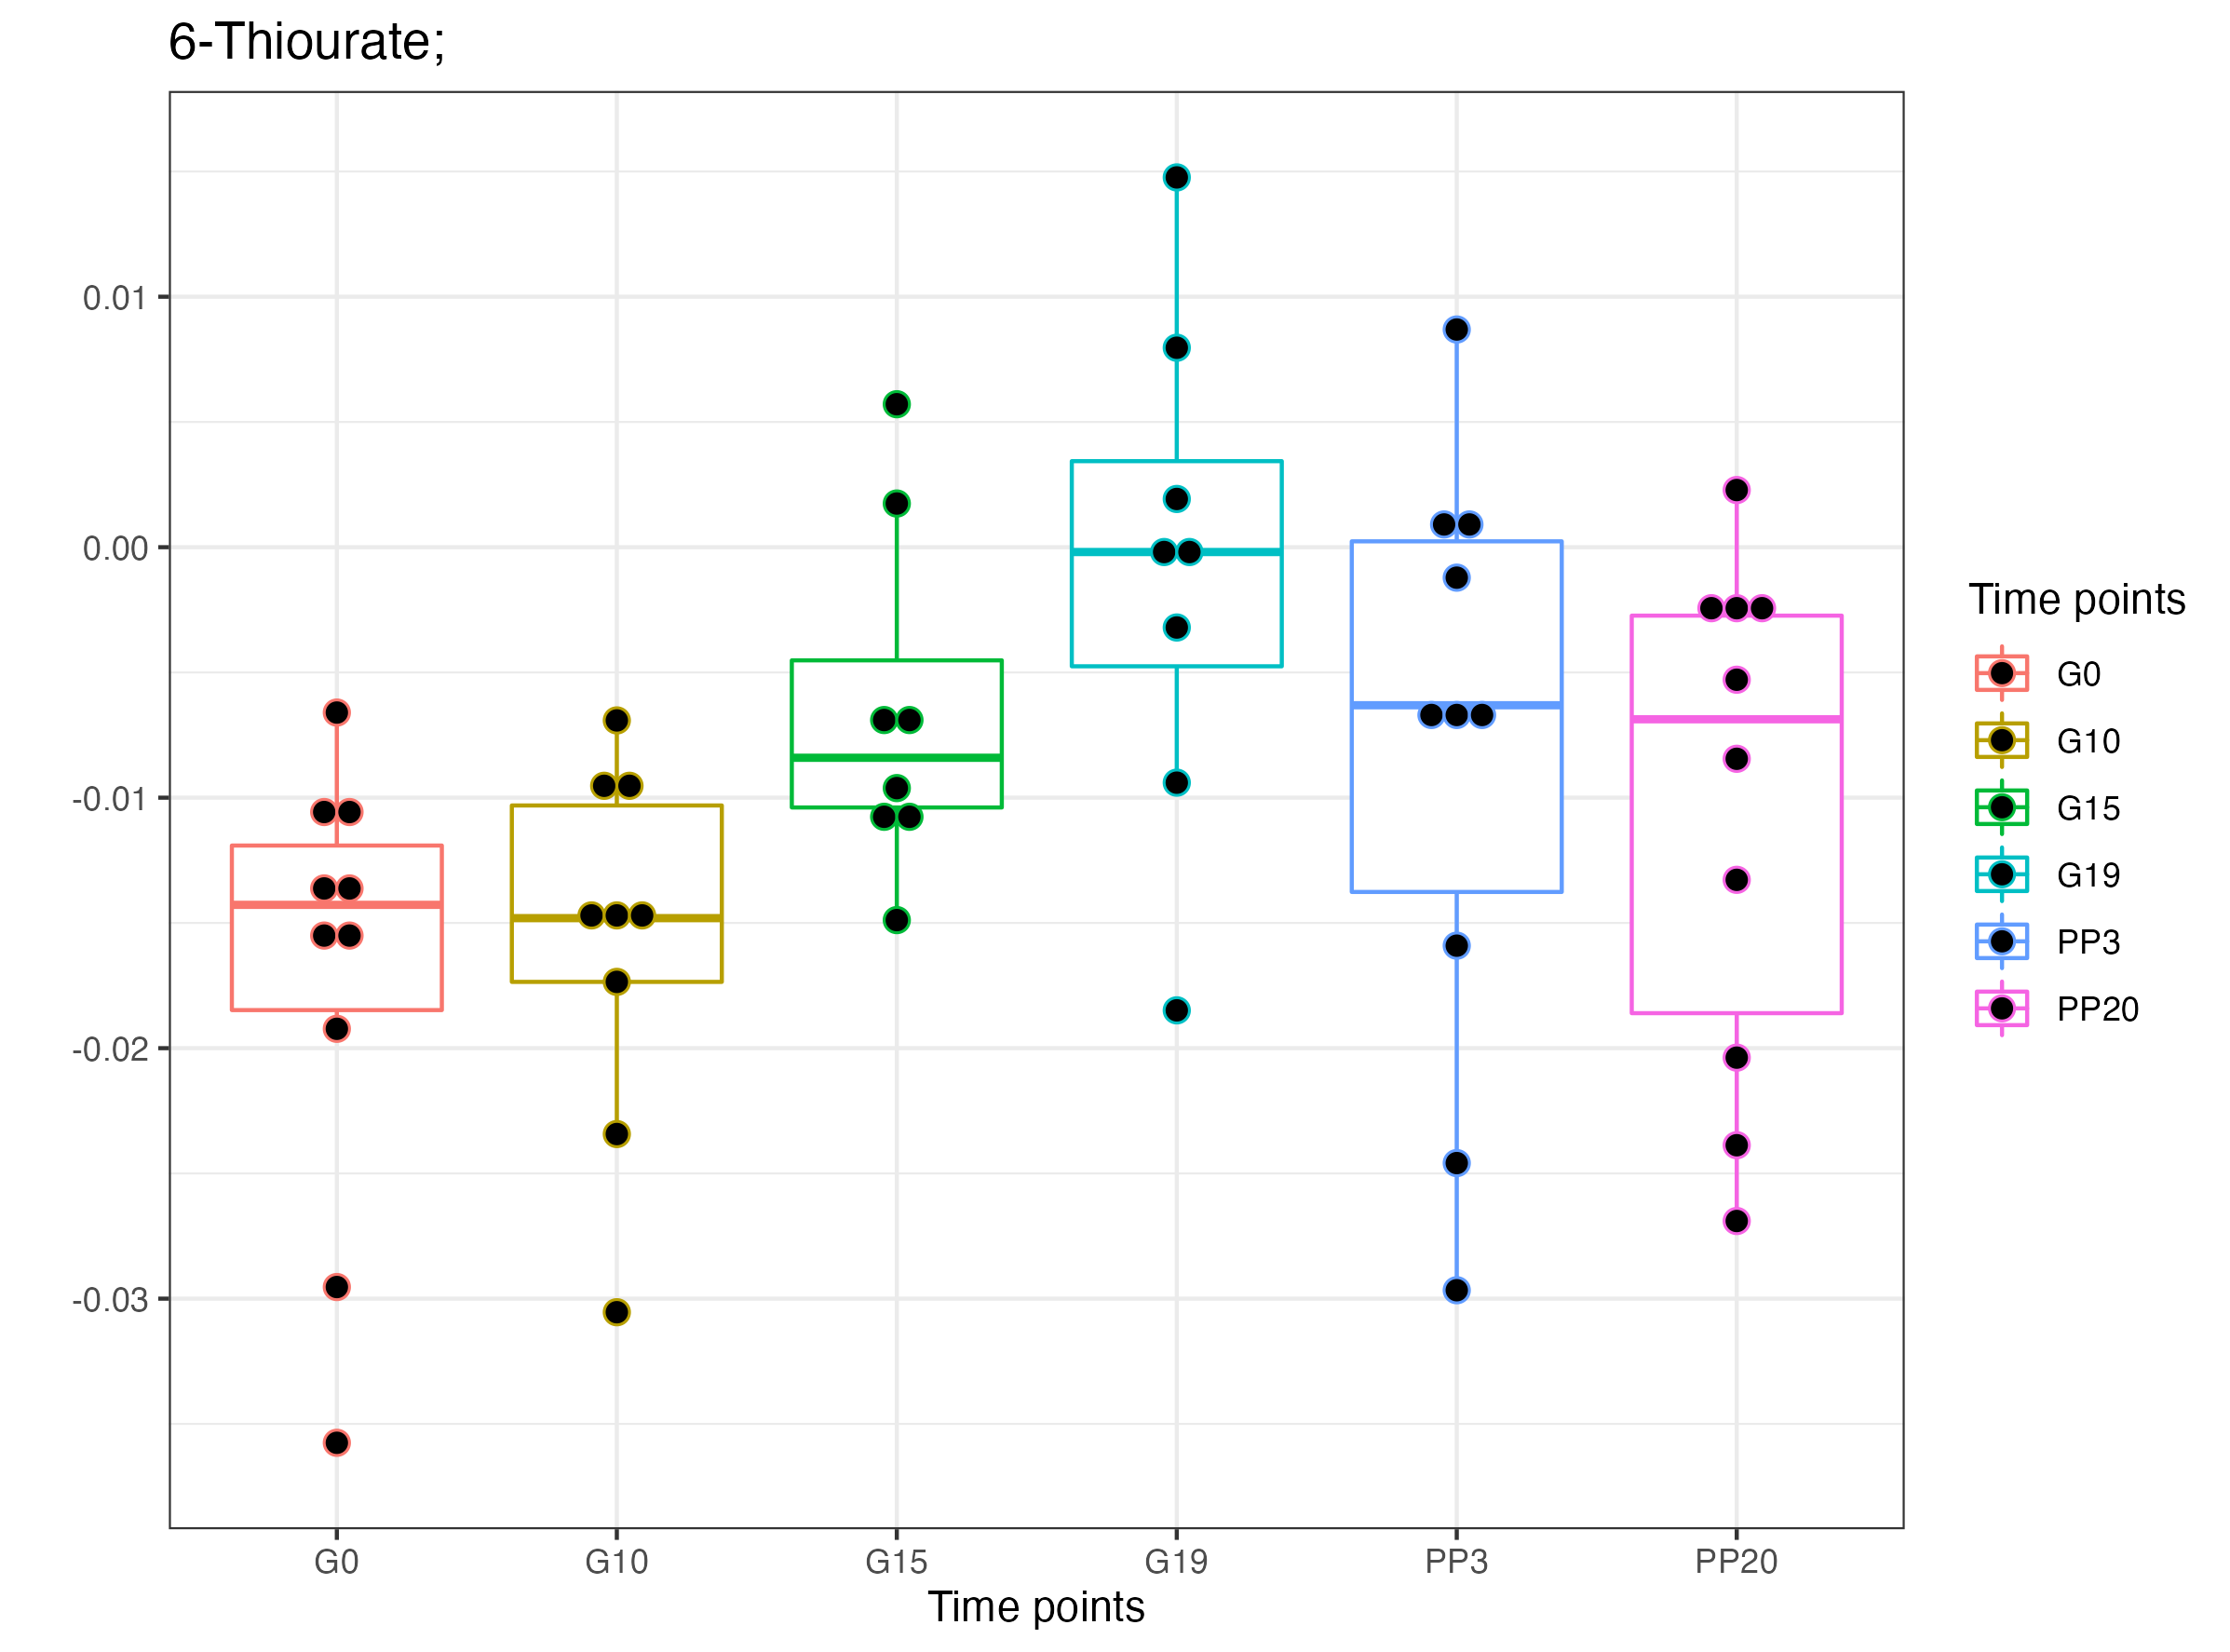 6-Thiourate;
0.01
0.00
-0.01
-0.02
-0.03
G0 G10 G15 G19 PP3 PP20
Time points
Time points
G0
G10
G15
G19
PP3
PP20